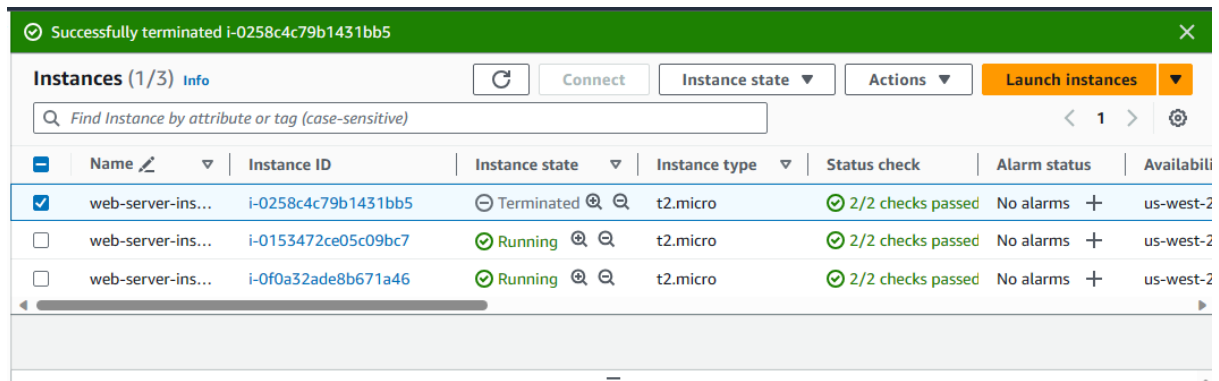 Successfully terminated i-0258c4c79b1431bb5
Instances (1/3) Info Connect Instance state Actions Launch instances
Find Instance by attribute or tag (case-sensitive) 1
Name Instance ID Instance state Instance type Status check Alarm status Availabili
web-server-ins... i-0258c4c79b1431bb5 Terminated t2.micro 2/2 checks passed No alarms us-west-2
web-server-ins... i-0153472ce05c09bc7 Running t2.micro 2/2 checks passed No alarms us-west-2
web-server-ins... i-0f0a32ade8b671a46 Running t2.micro 2/2 checks passed No alarms us-west-2